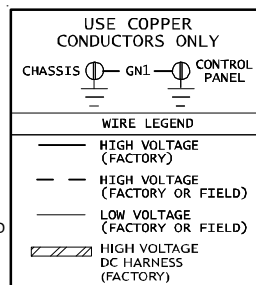 USE COPPER
CONDUCTORS ONLY
CHASSIS GN1 CONTROL
PANEL
WIRE LEGEND
HIGH VOLTAGE
(FACTORY)
HIGH VOLTAGE
(FACTORY OR FIELD)
LOW VOLTAGE
(FACTORY OR FIELD)
HIGH VOLTAGE
DC HARNESS
(FACTORY)